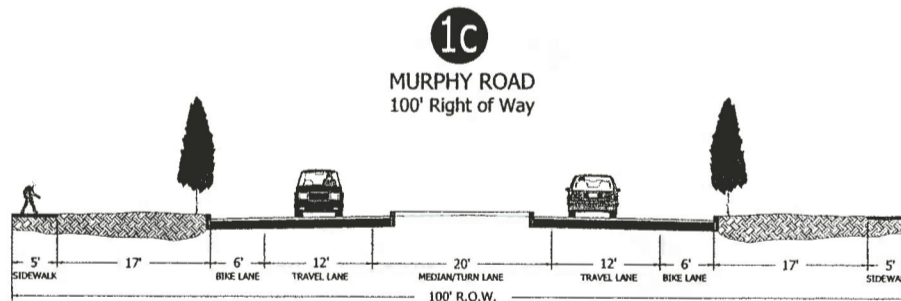 1c
MURPHY ROAD
100' Right of Way
5' 17' 6' 12' 20' 12' 6' 17' 5'
SIDEWALK BIKE LANE TRAVEL LANE MEDIAN/TURN LANE TRAVEL LANE BIKE LANE SIDEWA
100' R.O.W.